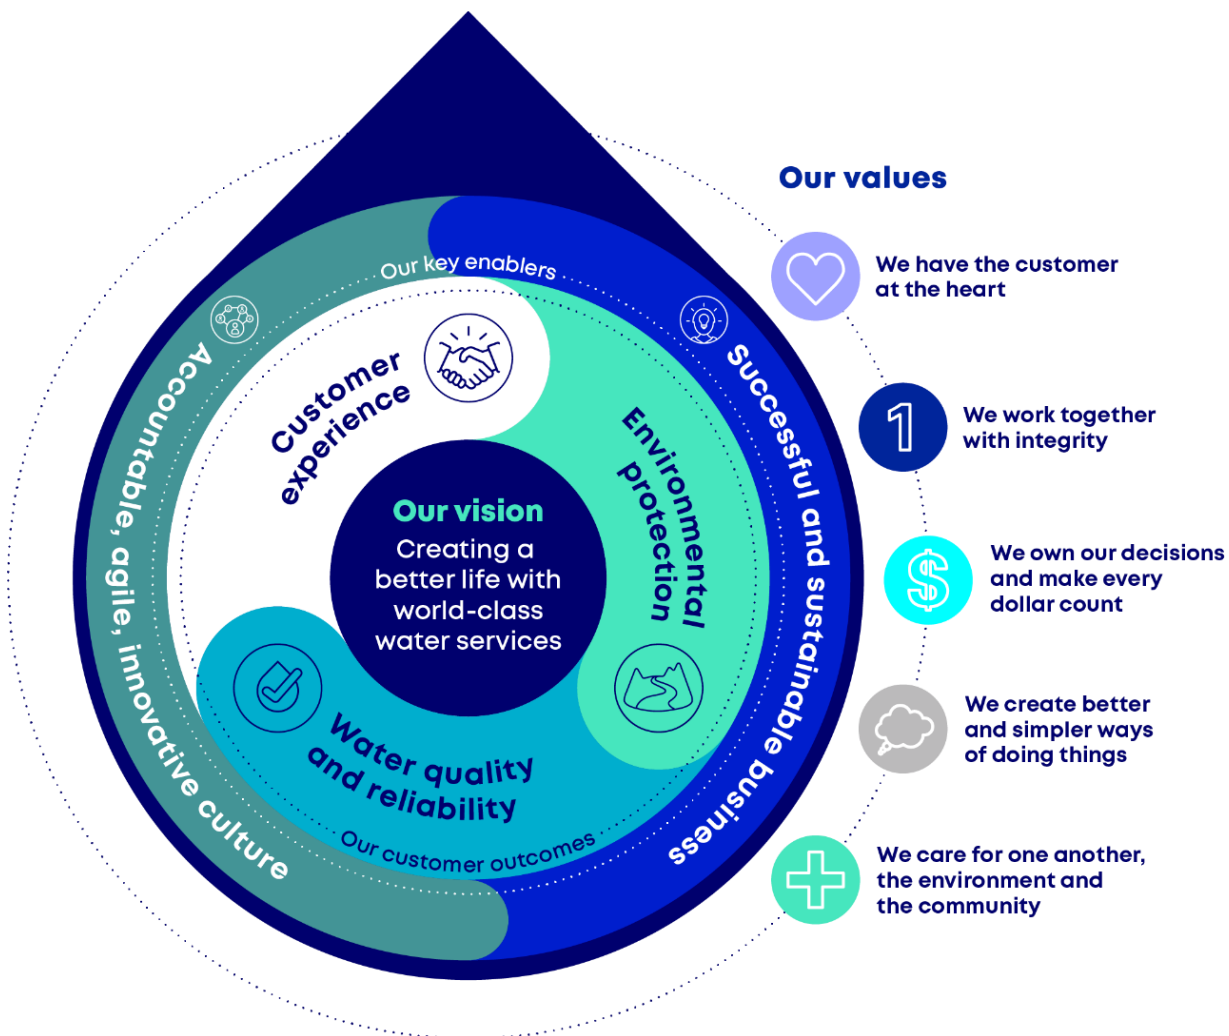 Our values
We have the customer
at the heart
We work together
with integrity
We own our decisions
and make every
dollar count
We create better
and simpler ways
of doing things
We care for one another,
the environment and
the community
Our key enablers
Accountable, agile, innovative culture
Successful and sustainable business
Customer
experience
Environmental
protection
Water quality
and reliability
Our customer outcomes
Our vision
Creating a
better life with
world-class
water services
1
$